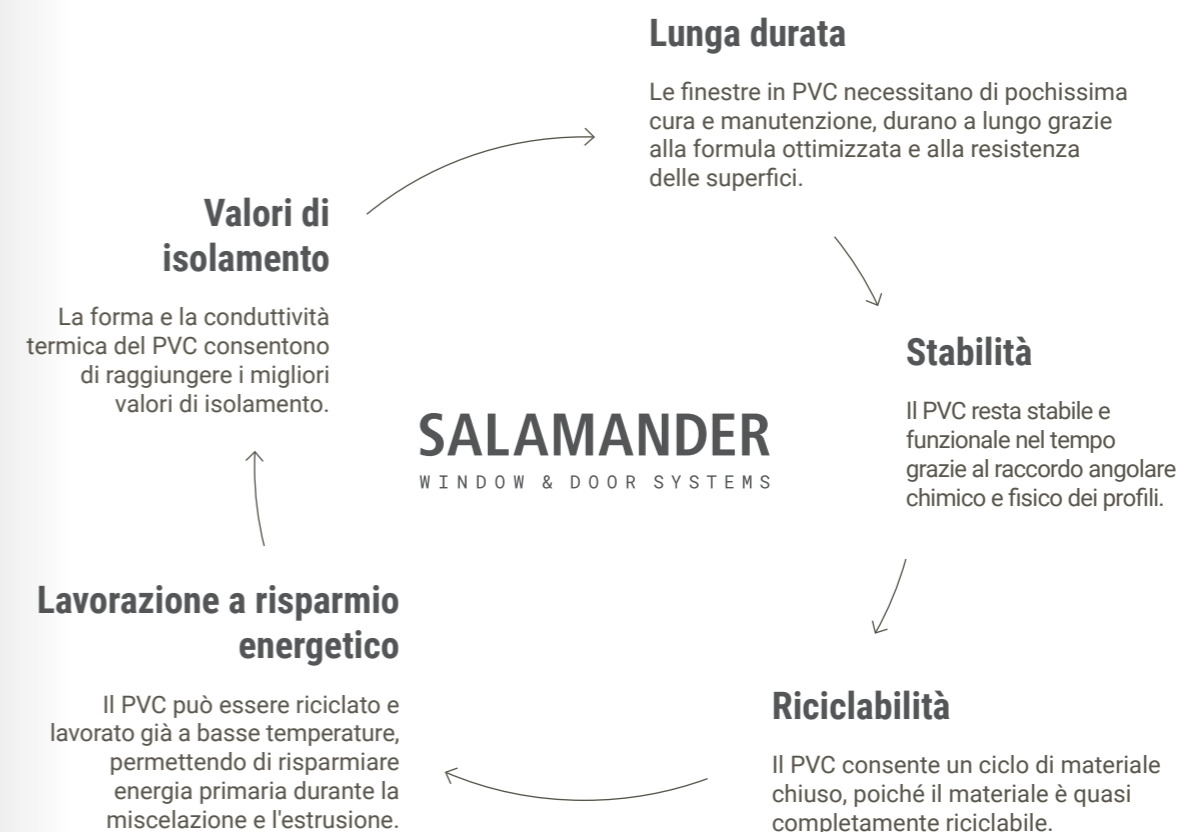 Lunga durata
Le finestre in PVC necessitano di pochissima
cura e manutenzione, durano a lungo grazie
alla formula ottimizzata e alla resistenza
delle superfici.
Stabilità
Il PVC resta stabile e
funzionale nel tempo
grazie al raccordo angolare
chimico e fisico dei profili.
Riciclabilità
Il PVC consente un ciclo di materiale
chiuso, poiché il materiale è quasi
completamente riciclabile.
Lavorazione a risparmio
energetico
Il PVC può essere riciclato e
lavorato già a basse temperature,
permettendo di risparmiare
energia primaria durante la
miscelazione e l'estrusione.
Valori di
isolamento
La forma e la conduttività
termica del PVC consentono
di raggiungere i migliori
valori di isolamento.
SALAMANDER
WINDOW & DOOR SYSTEMS